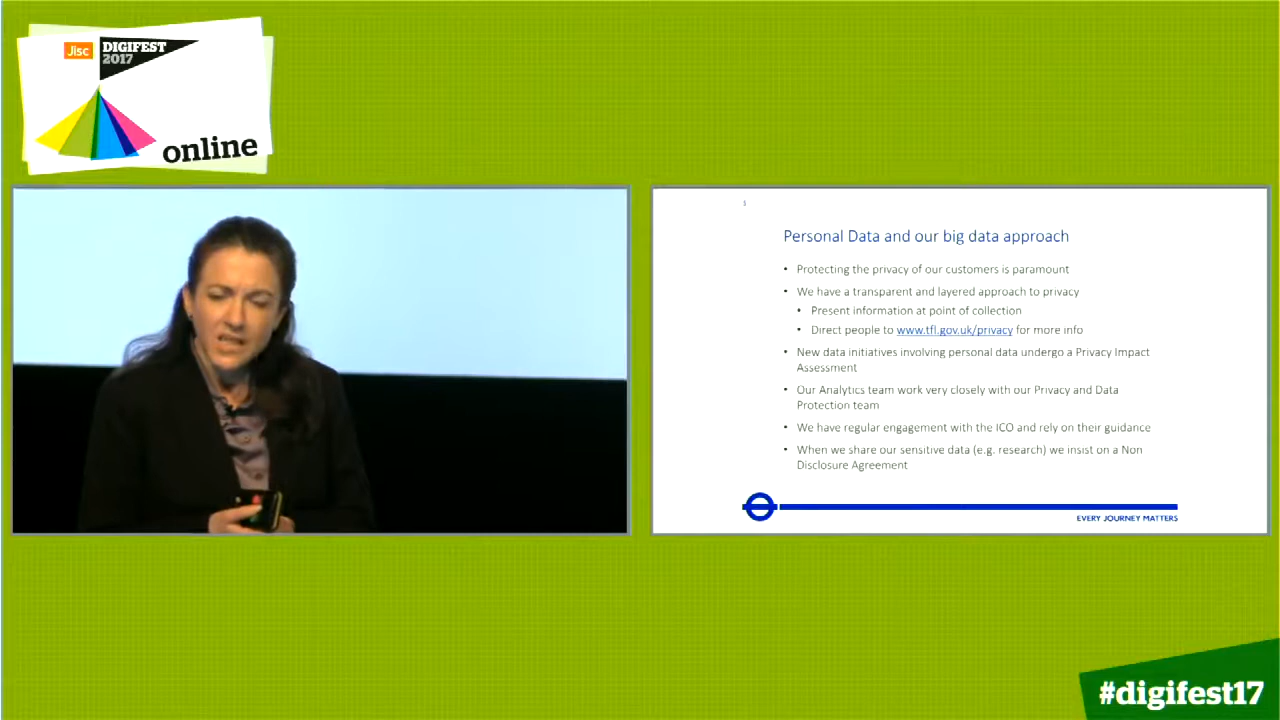 Jisc DIGIFEST
2017
online
Personal Data and our big data approach
• Protecting the privacy of our customers is paramount
• We have a transparent and layered approach to privacy
• Present information at point of collection
• Direct people to www.tfl.gov.uk/privacy for more info
• New data initiatives involving personal data undergo a Privacy Impact
Assessment
• Our Analytics team work very closely with our Privacy and Data
Protection team
• We have regular engagement with the ICO and rely on their guidance
• When we share our sensitive data (e.g. research) we insist on a Non
Disclosure Agreement
EVERY JOURNEY MATTERS
#digifest17